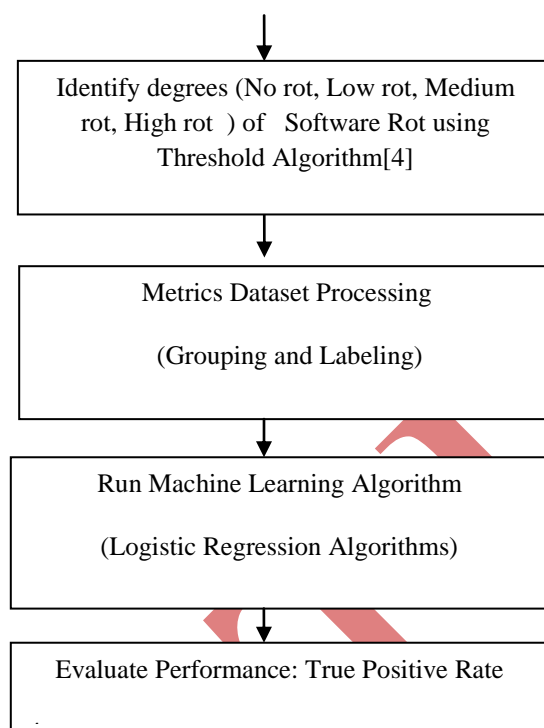 Identify degrees (No rot, Low rot, Medium
rot, High rot ) of Software Rot using
Threshold Algorithm[4]
Metrics Dataset Processing
(Grouping and Labeling)
Run Machine Learning Algorithm
(Logistic Regression Algorithms)
Evaluate Performance: True Positive Rate